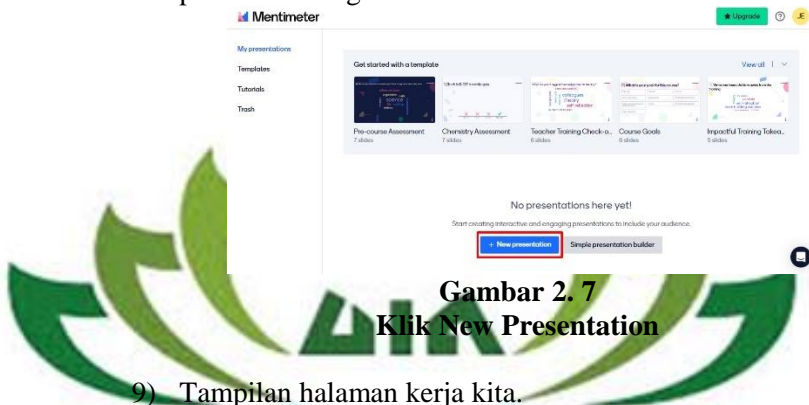 Mentimeter
Upgrade
?
JE
My presentations
Templates
Tutorials
Trash
Get started with a template
View all
Pre-course Assessment
7 slides
Chemistry Assessment
7 slides
Teacher Training Check-o...
6 slides
Course Goals
6 slides
Impactful Training Takea...
5 slides
No presentations here yet!
Start creating interactive and engaging presentations to include your audience.
+ New presentation
Simple presentation builder
Gambar 2. 7
Klik New Presentation
9) Tampilan halaman kerja kita.